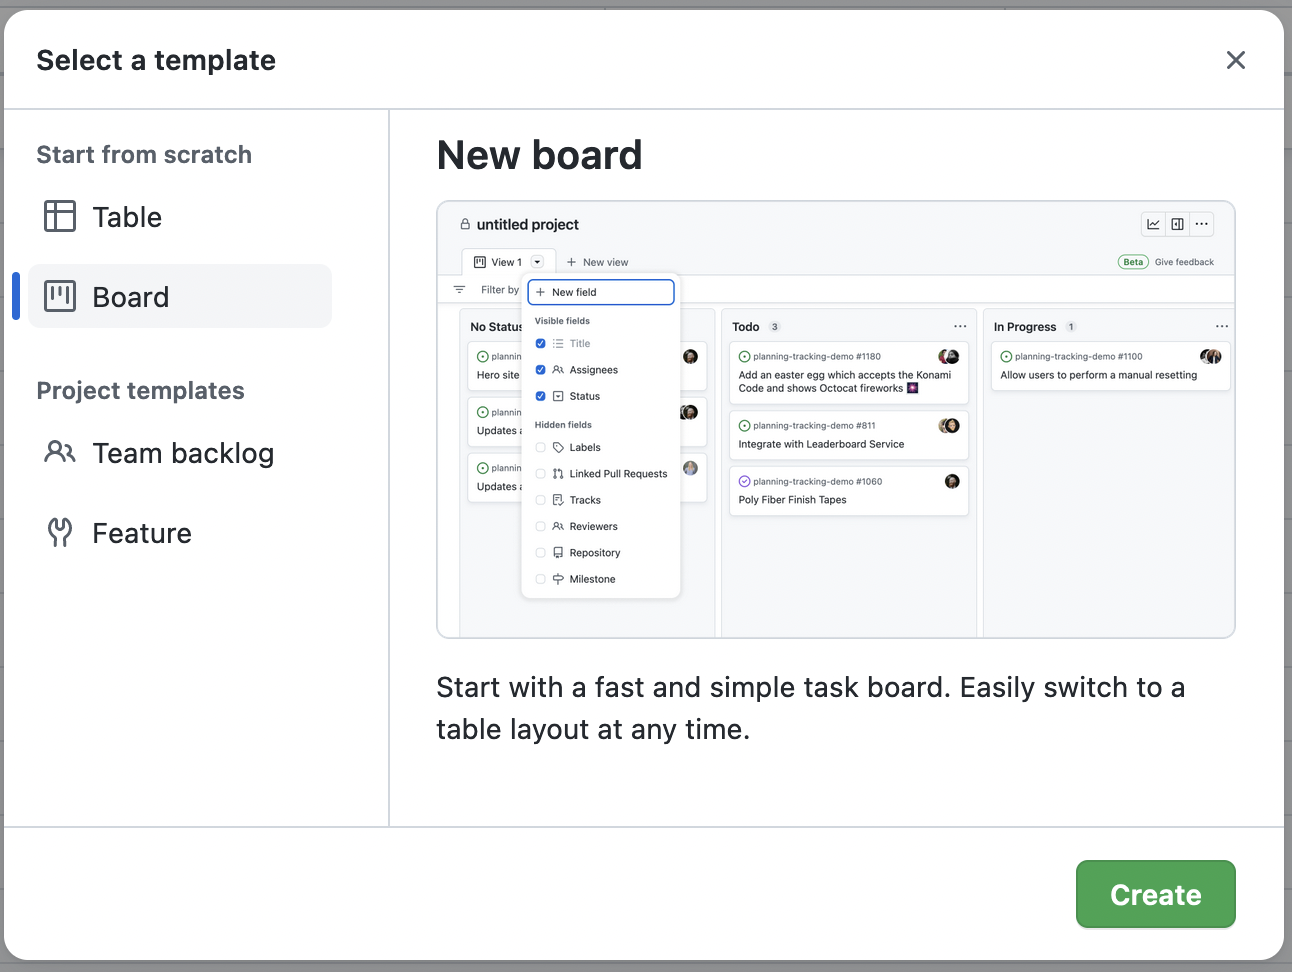 Select a template
Start from scratch
Table
Board
Project templates
Team backlog
Feature
New board
untitled project
View 1
New view
Beta Give feedback
Filter by
New field
Visible fields
Title
Assignees
Status
Hidden fields
Labels
Linked Pull Requests
Tracks
Reviewers
Repository
Milestone
No Status
plannin
Hero site
plannin
Updates a
plannin
Updates a
Todo 3
planning-tracking-demo #1180
Add an easter egg which accepts the Konami
Code and shows Octocat fireworks 🎆
planning-tracking-demo #811
Integrate with Leaderboard Service
planning-tracking-demo #1060
Poly Fiber Finish Tapes
In Progress 1
planning-tracking-demo #1100
Allow users to perform a manual resetting
Start with a fast and simple task board. Easily switch to a
table layout at any time.
Create